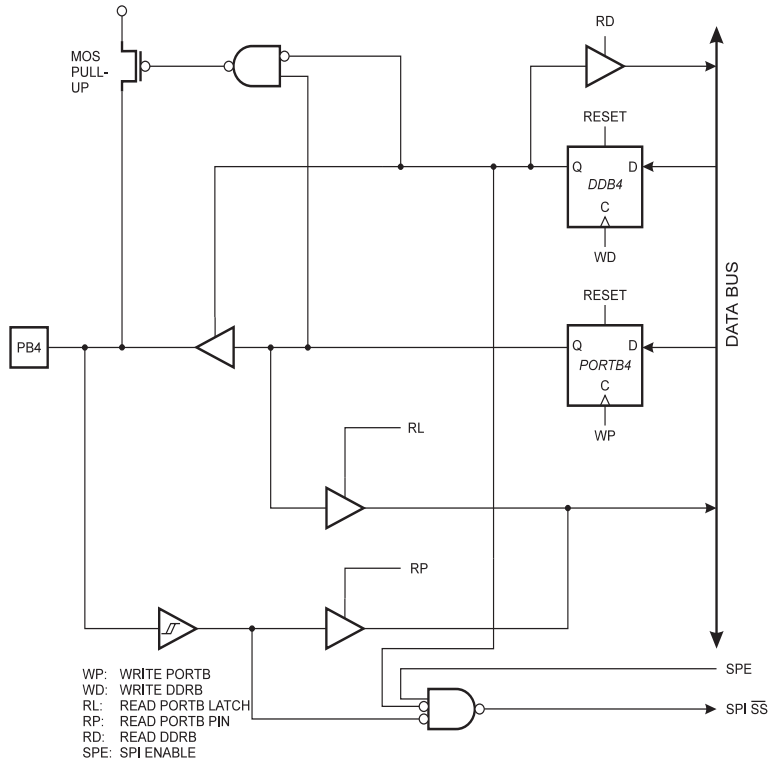 RD
MOS
PULL-
UP
RESET
Q
D
DDB4
C
WD
DATA BUS
RESET
PB4
Q
D
PORTB4
C
WP
RL
RP
WP: WRITE PORTB
WD: WRITE DDRB
RL: READ PORTB LATCH
RP: READ PORTB PIN
RD: READ DDRB
SPE: SPI ENABLE
SPE
SPI S̅S̅